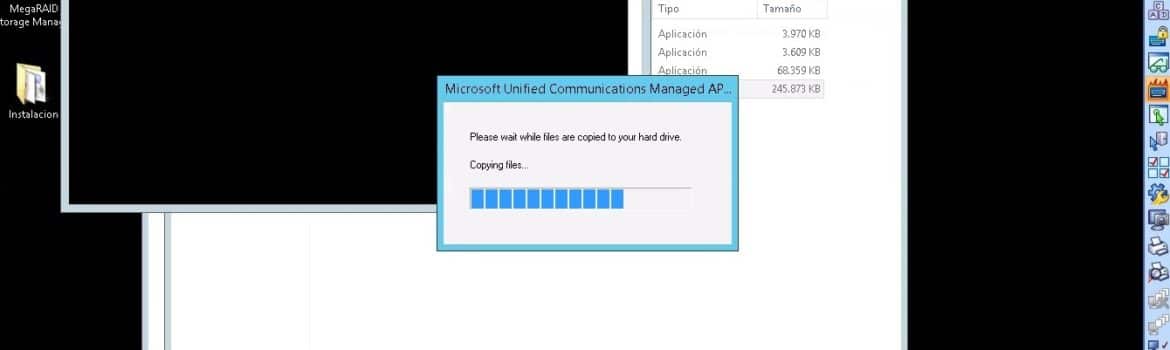 MegaRAID
torage Mana
Instalacion
Tipo
Tamaño
Aplicación
3.970 KB
Aplicación
3.609 KB
Aplicación
68.359 KB
245.873 KB
Microsoft Unified Communications Managed AP...
Please wait while files are copied to your hard drive.
Copying files...